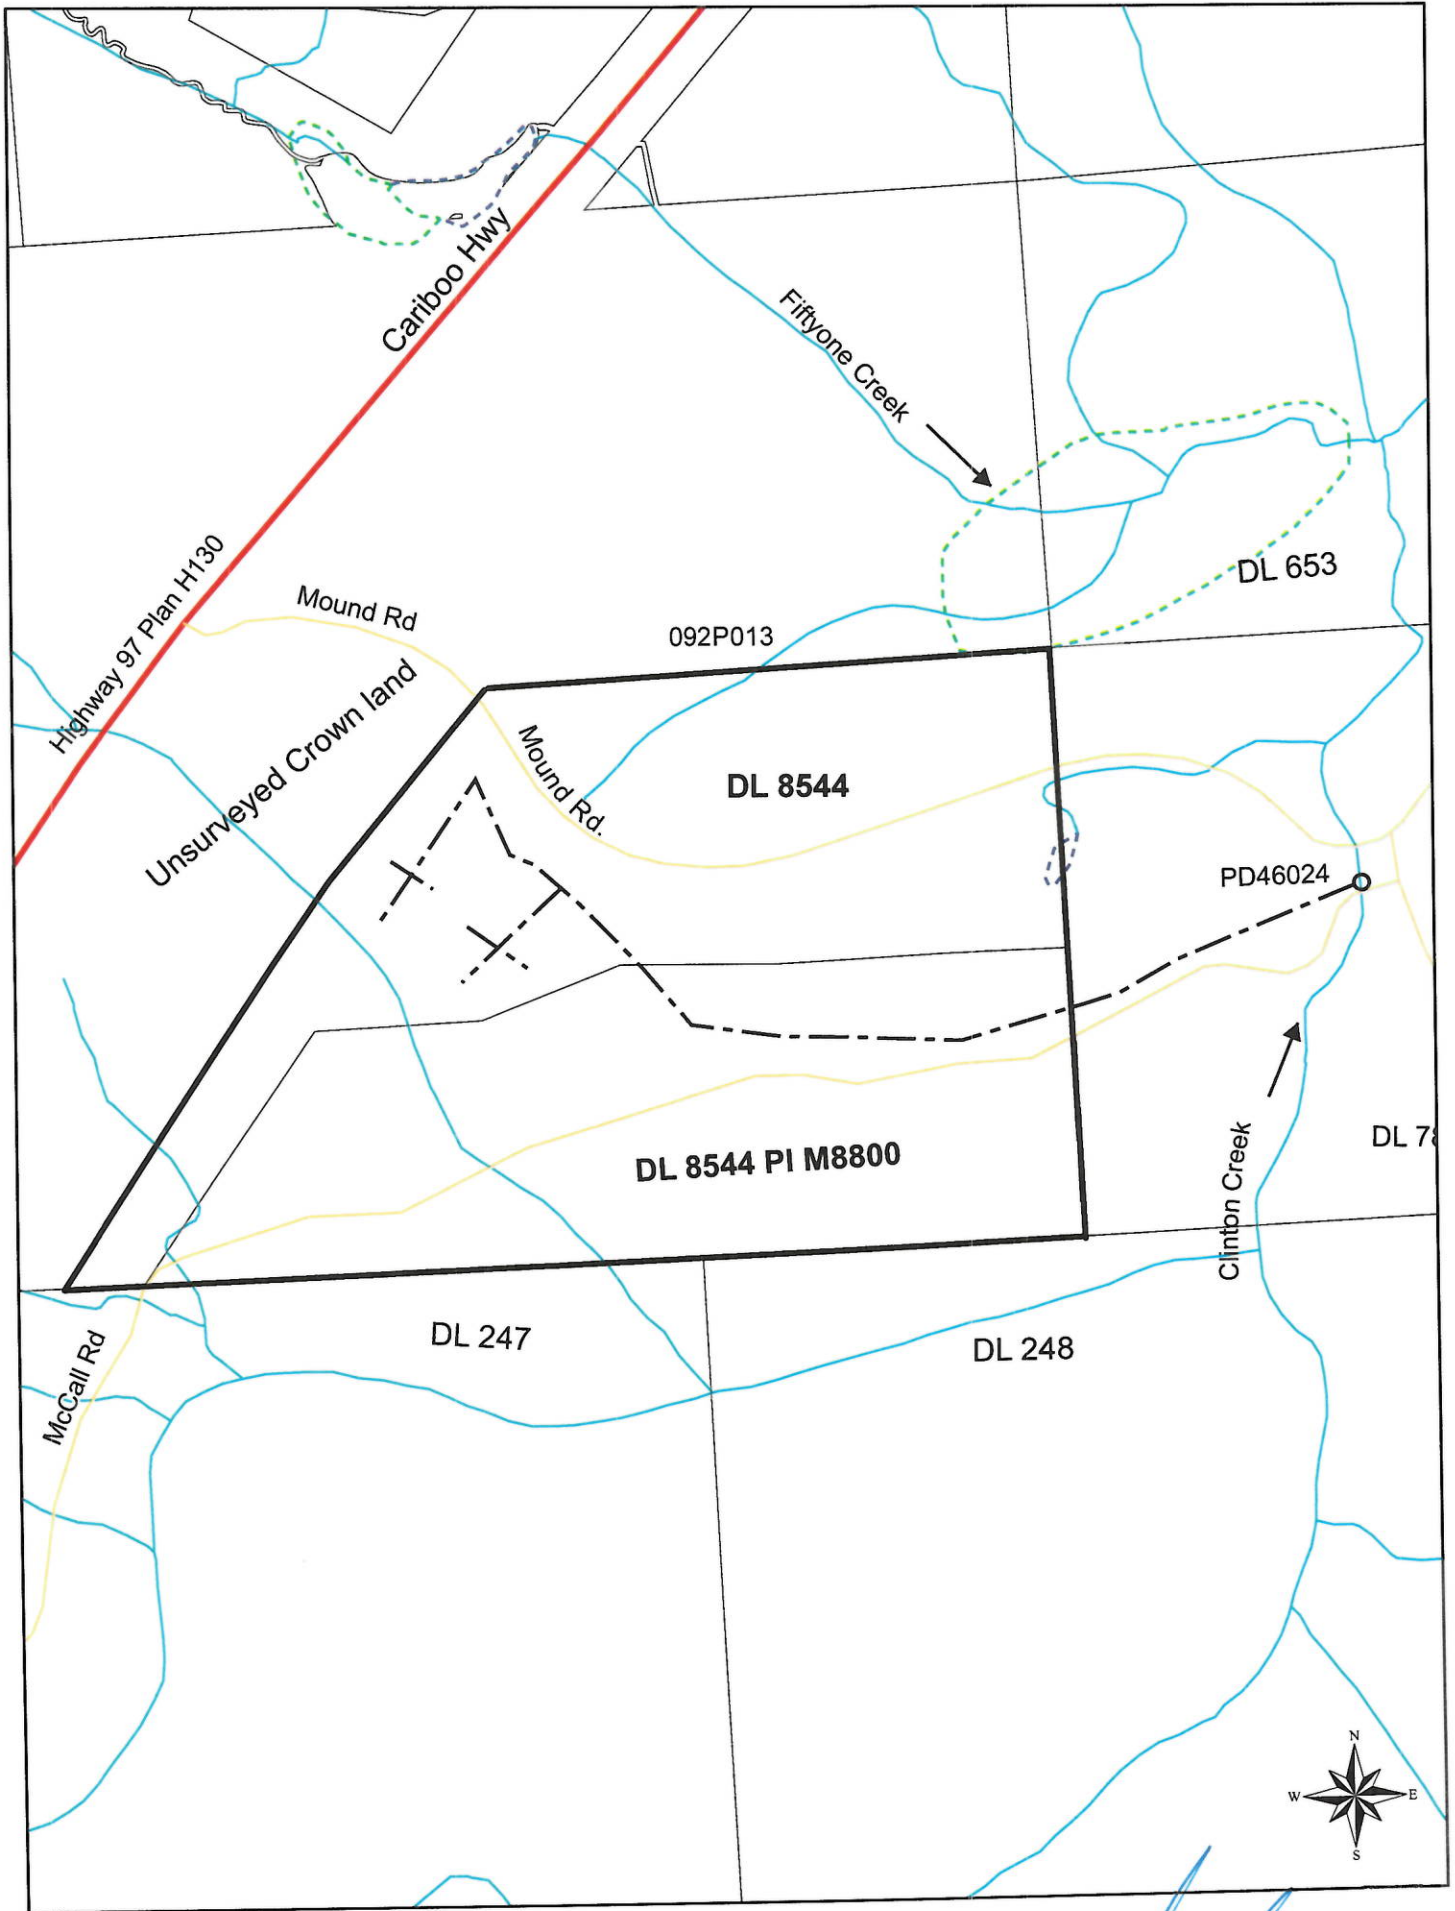 Cariboo Hwy
Fiftyone Creek
Highway 97 Plan H130
Mound Rd
092P013
DL 653
Unsurveyed Crown land
Mound Rd.
DL 8544
PD46024
DL 8544 Pl M8800
Clinton Creek
DL 247
DL 248
McCall Rd
N
W
E
S